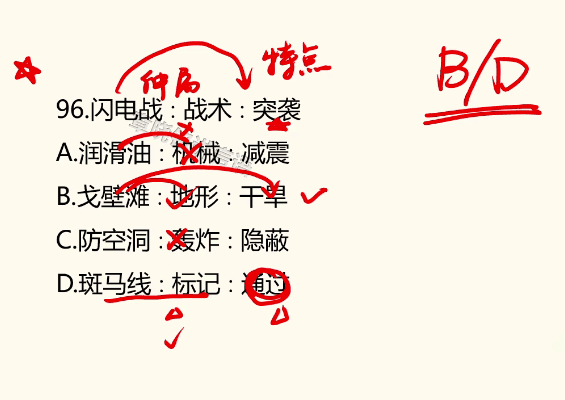 特点
种属
B/D
96.闪电战：战术：突袭
A.润滑油：机械：减震
B.戈壁滩：地形：干旱
C.防空洞：轰炸：隐蔽
D.斑马线：标记：通过